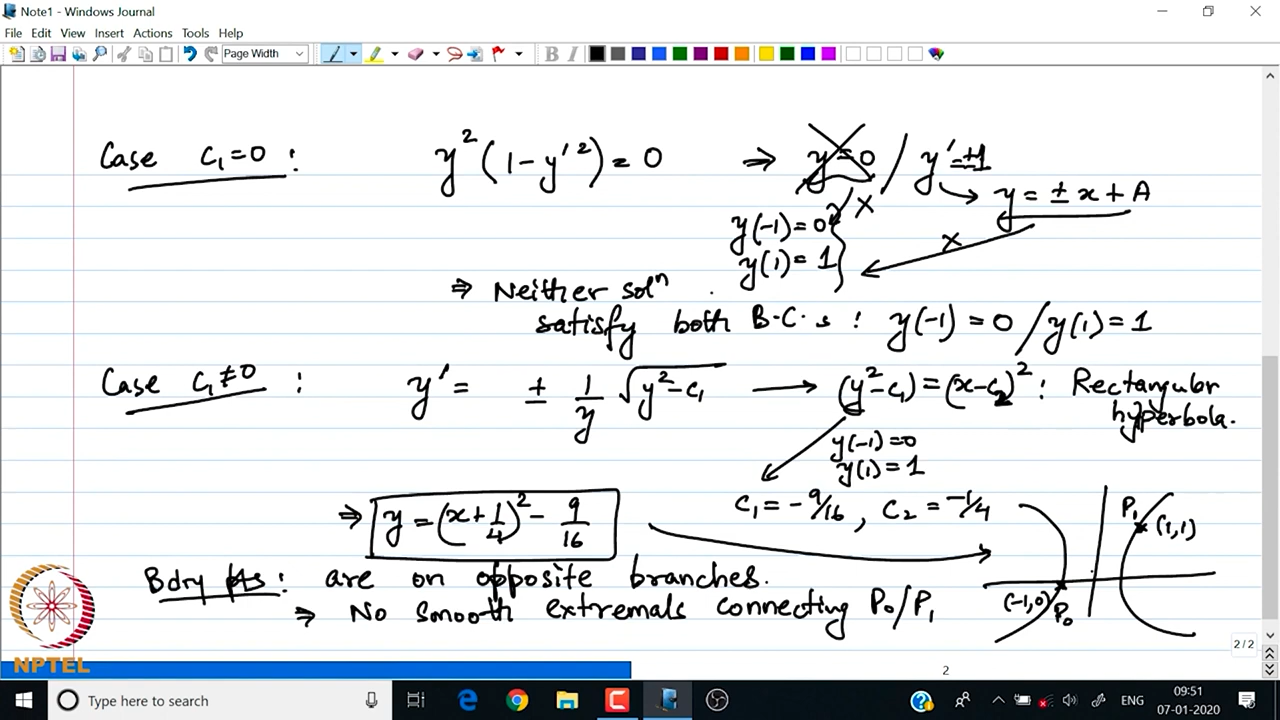 Note1 - Windows Journal
File Edit View Insert Actions Tools Help
Page Width
Case c₁=0 : y²(1-y'²) = 0 ⇒ y=0 / y'=±1
→ y = ± x + A
y(-1) = 0
y(1) = 1
⇒ Neither solⁿ
satisfy both B.C.s : y(-1) = 0 / y(1) = 1
Case c₁≠0 : y' = ± 1/y √(y²-c₁) → (y²-c₁) = (x-c₂)² : Rectangular
hyperbola.
y(-1) = 0
y(1) = 1
c₁ = -9/16 , c₂ = -1/4
⇒ y = (x+1/4)² - 9/16
P₁ (1,1)
Bdry pts : are on opposite branches.
(-1,0) P₀
⇒ No smooth extremals connecting P₀/P₁
NPTEL
2
2/2
Type here to search
ENG
09:51
07-01-2020